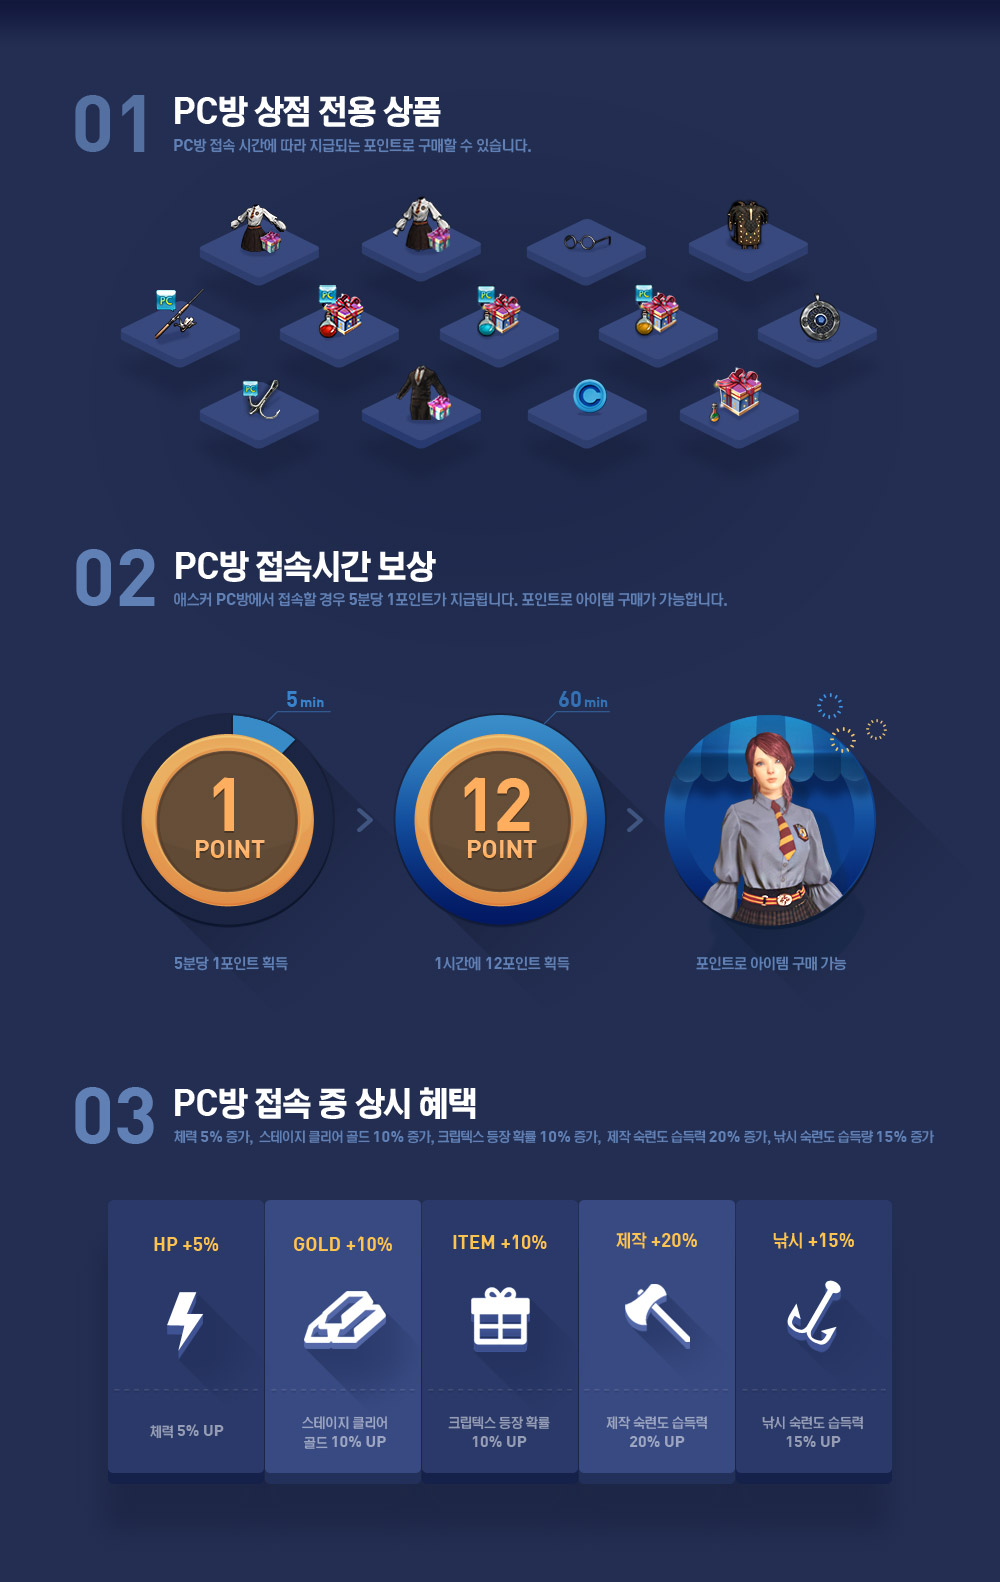 01
PC방 상점 전용 상품
PC방 접속 시간에 따라 지급되는 포인트로 구매할 수 있습니다.
PC
PC
PC
PC
PC
02
PC방 접속시간 보상
애스커 PC방에서 접속할 경우 5분당 1포인트가 지급됩니다. 포인트로 아이템 구매가 가능합니다.
5 min
60 min
1
POINT
12
POINT
5분당 1포인트 획득
1시간에 12포인트 획득
포인트로 아이템 구매 가능
03
PC방 접속 중 상시 혜택
체력 5% 증가, 스테이지 클리어 골드 10% 증가, 크립텍스 등장 확률 10% 증가, 제작 숙련도 습득력 20% 증가, 낚시 숙련도 습득량 15% 증가
HP +5%
GOLD +10%
ITEM +10%
제작 +20%
낚시 +15%
체력 5% UP
스테이지 클리어
골드 10% UP
크립텍스 등장 확률
10% UP
제작 숙련도 습득력
20% UP
낚시 숙련도 습득력
15% UP